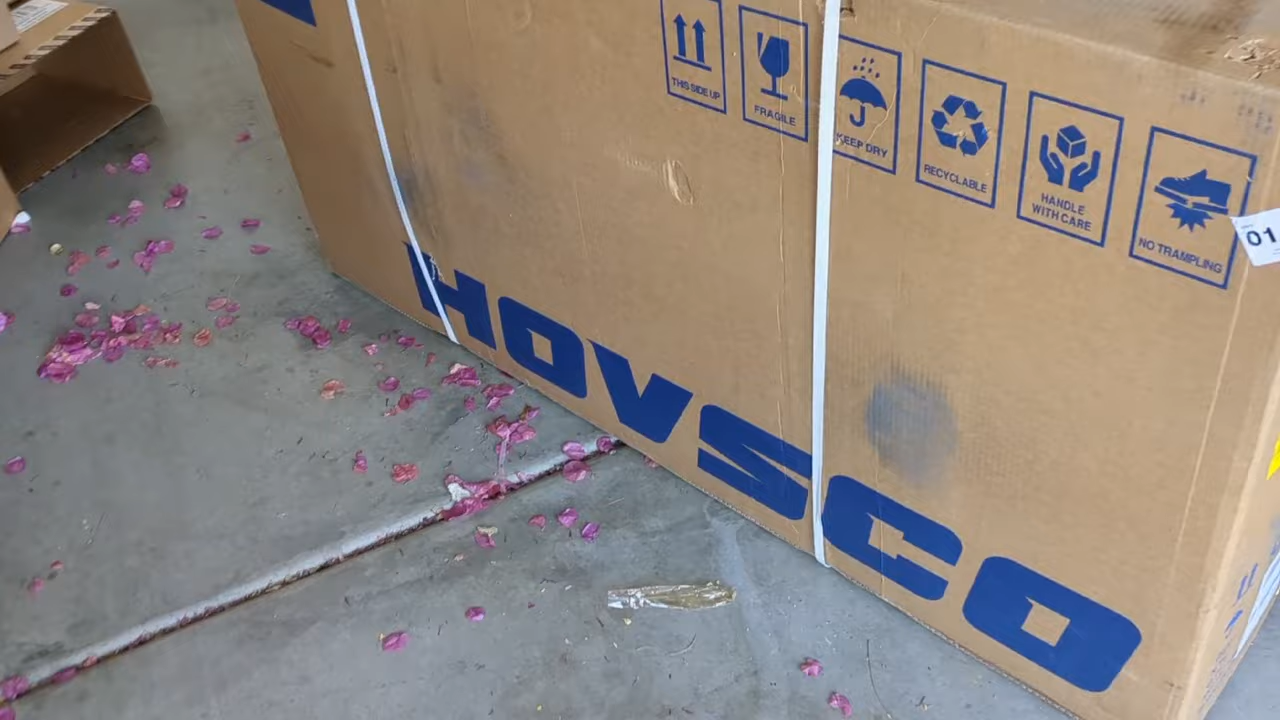 THIS SIDE UP
FRAGILE
KEEP DRY
RECYCLABLE
HANDLE
WITH CARE
NO TRAMPLING
01
HOVSCO